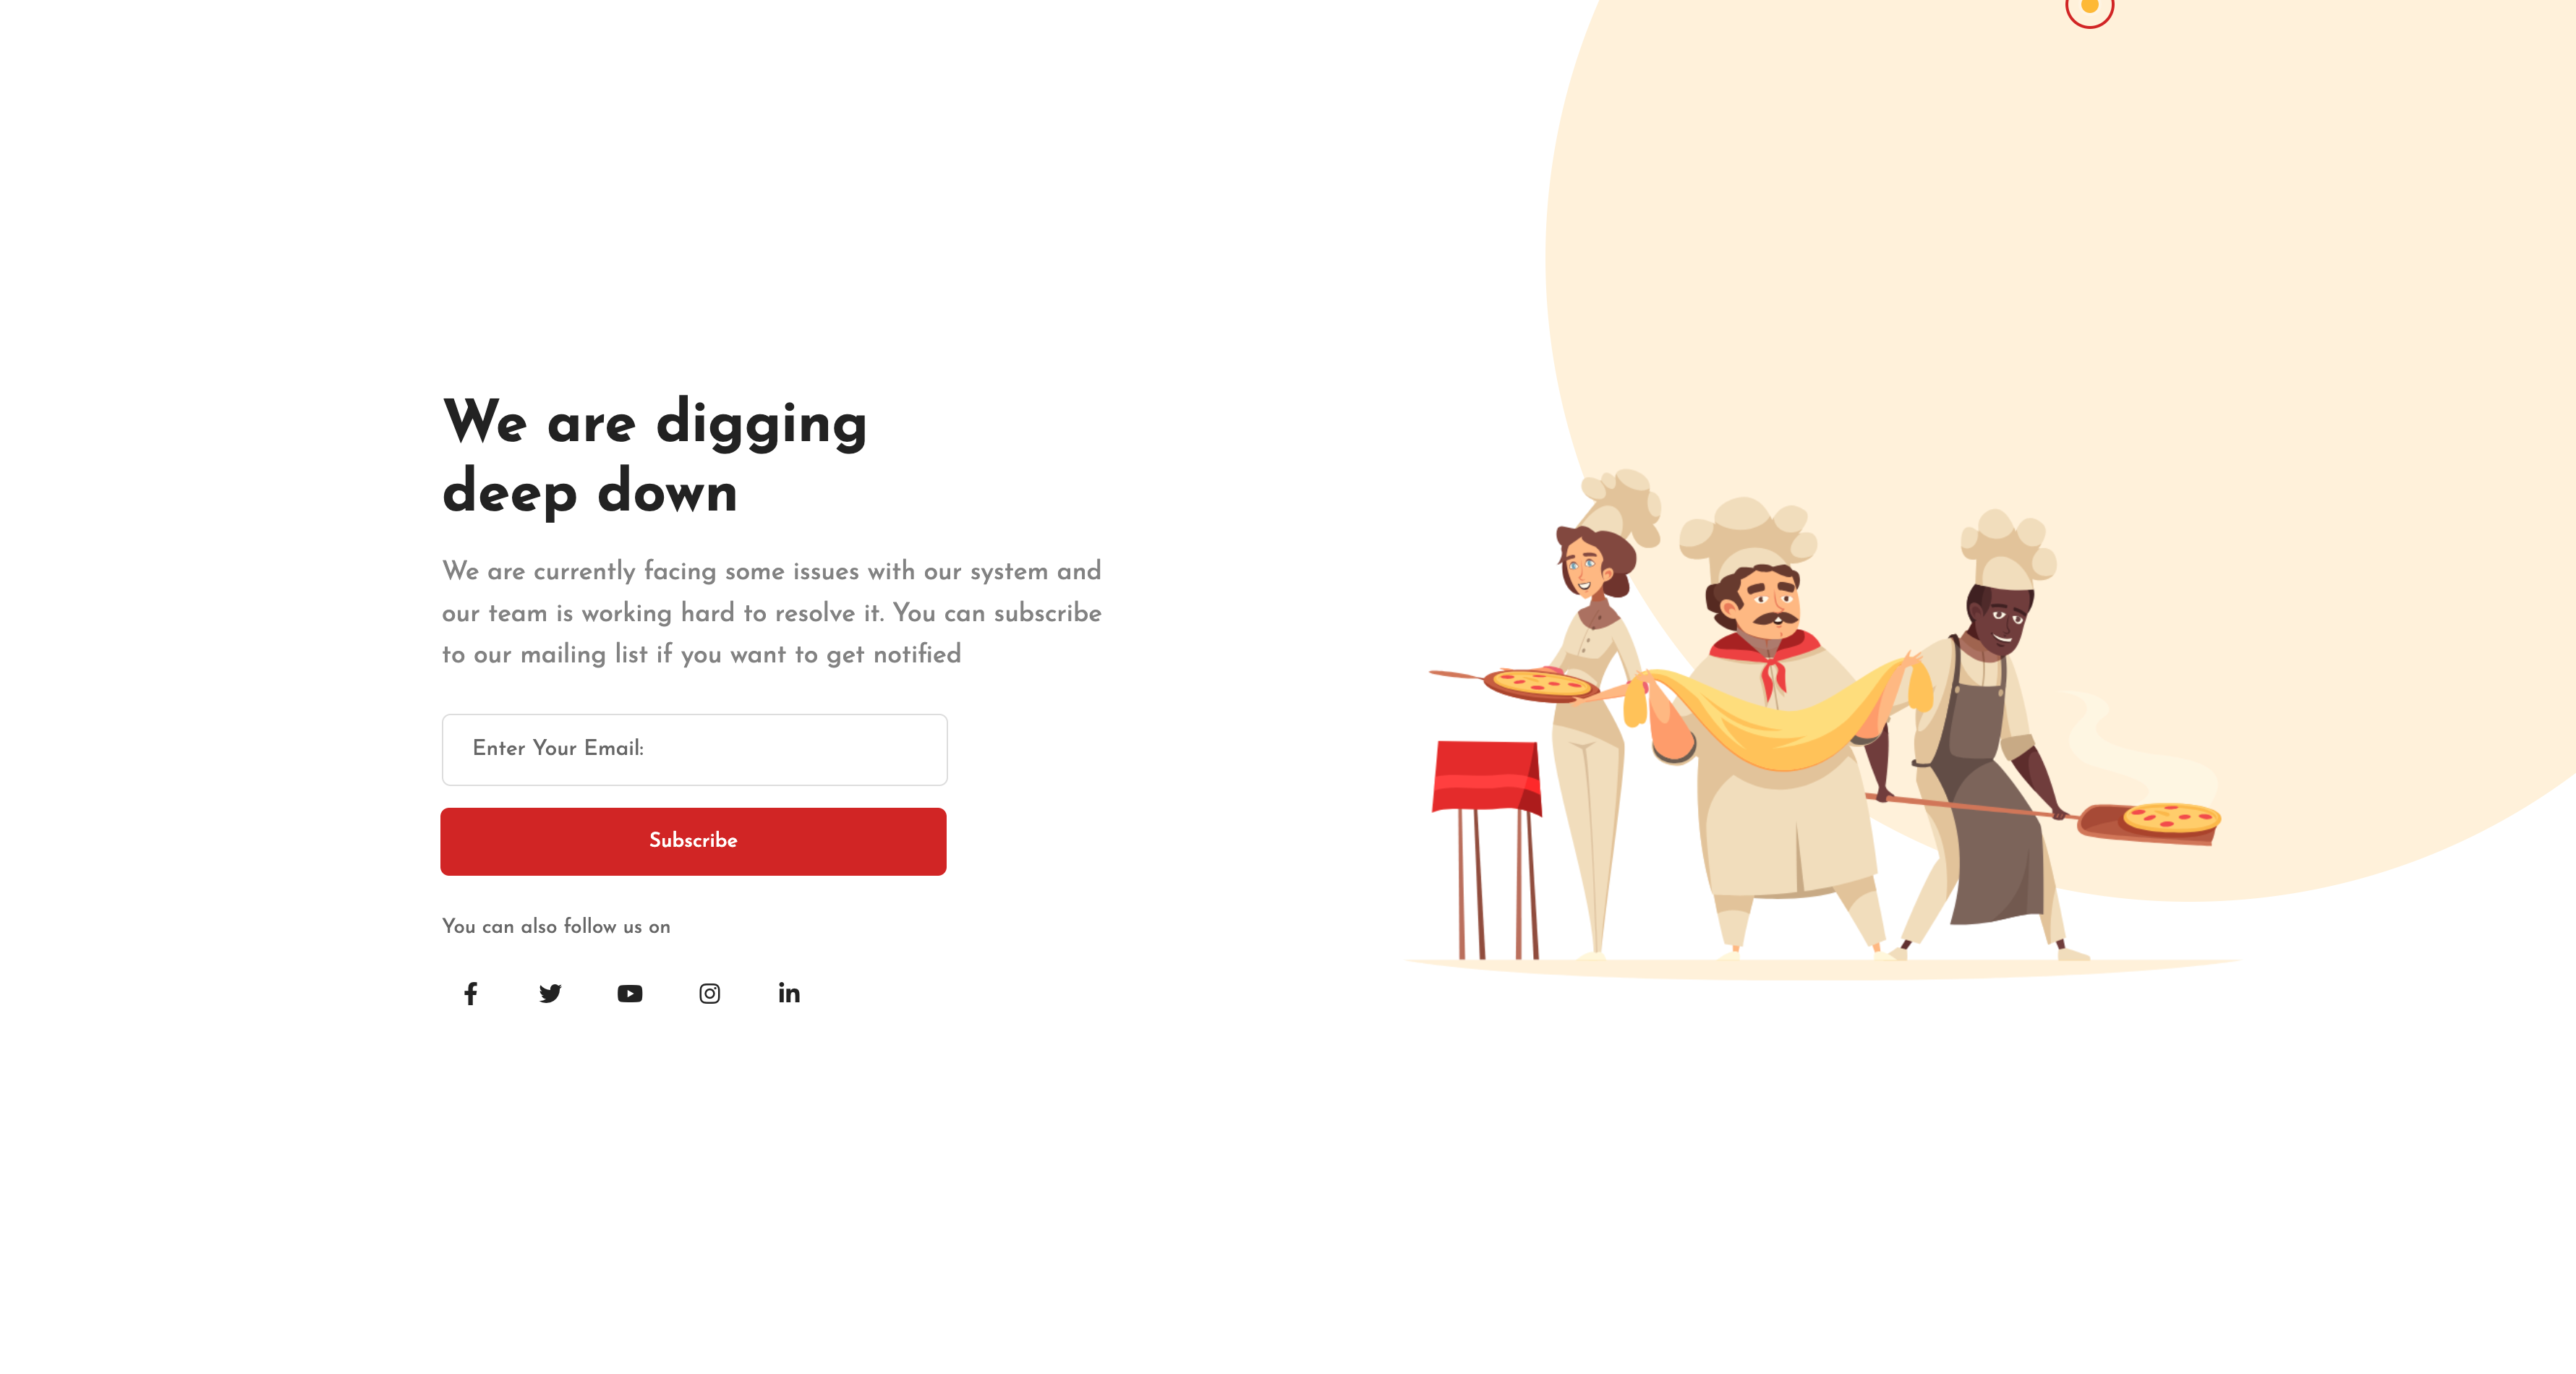 We are digging
deep down
We are currently facing some issues with our system and
our team is working hard to resolve it. You can subscribe
to our mailing list if you want to get notified
Enter Your Email:
Subscribe
You can also follow us on